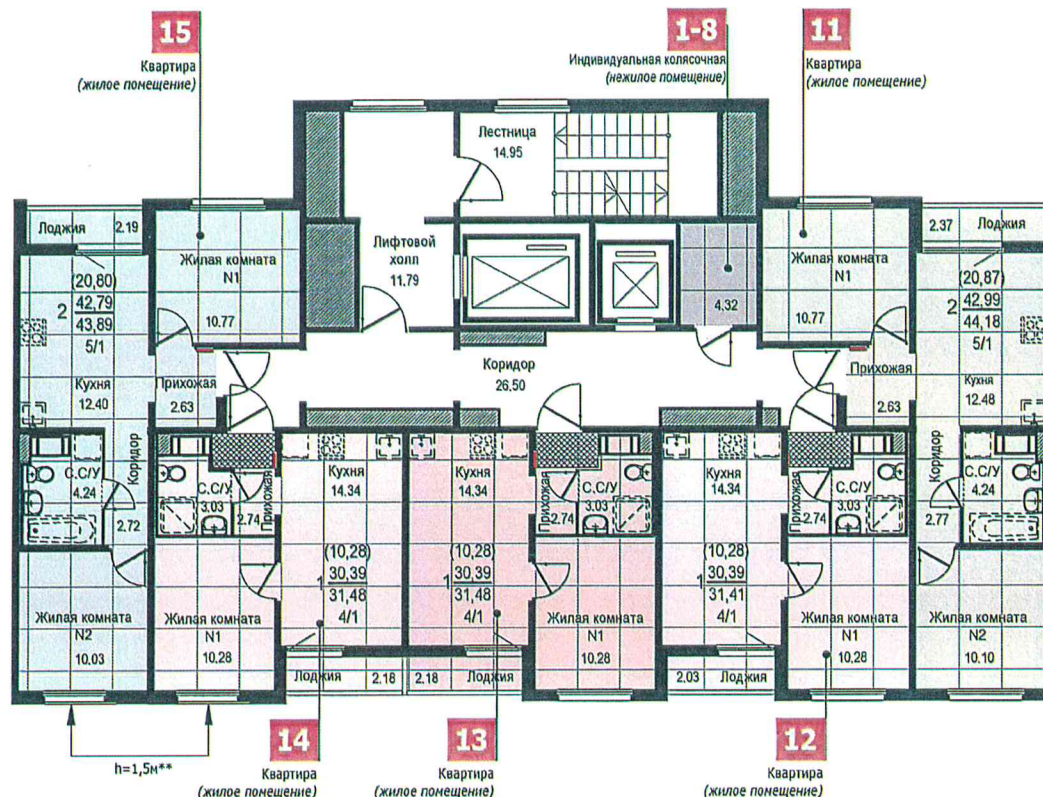 15
Квартира
(жилое помещение)
1-8
Индивидуальная колясочная
(нежилое помещение)
11
Квартира
(жилое помещение)
Лестница
14.95
Лифтовой
холл
11.79
4.32
Коридор
26.50
Лоджия 2.19
(20,80)
2 42,79
43,89
5/1
Кухня
12.40
Жилая комната
N1
10.77
Прихожая
2.63
С.С/У
4.24
Коридор
2.72
Жилая комната
N2
10.03
С.С/У
3.03
Прихожая
2.74
Жилая комната
N1
10.28
Кухня
14.34
(10,28)
1 30,39
31,48
4/1
Лоджия 2.18
Кухня
14.34
(10,28)
1 30,39
31,48
4/1
2.18 Лоджия
Прихожая
2.74
С.С/У
3.03
Жилая комната
N1
10.28
Кухня
14.34
(10,28)
1 30,39
31,41
4/1
2.03 Лоджия
Прихожая
2.74
С.С/У
3.03
Жилая комната
N1
10.28
Жилая комната
N1
10.77
Прихожая
2.63
2.37 Лоджия
(20,87)
2 42,99
44,18
5/1
Кухня
12.48
Коридор
2.77
С.С/У
4.24
Жилая комната
N2
10.10
h=1,5м**
14
Квартира
(жилое помещение)
13
Квартира
(жилое помещение)
12
Квартира
(жилое помещение)